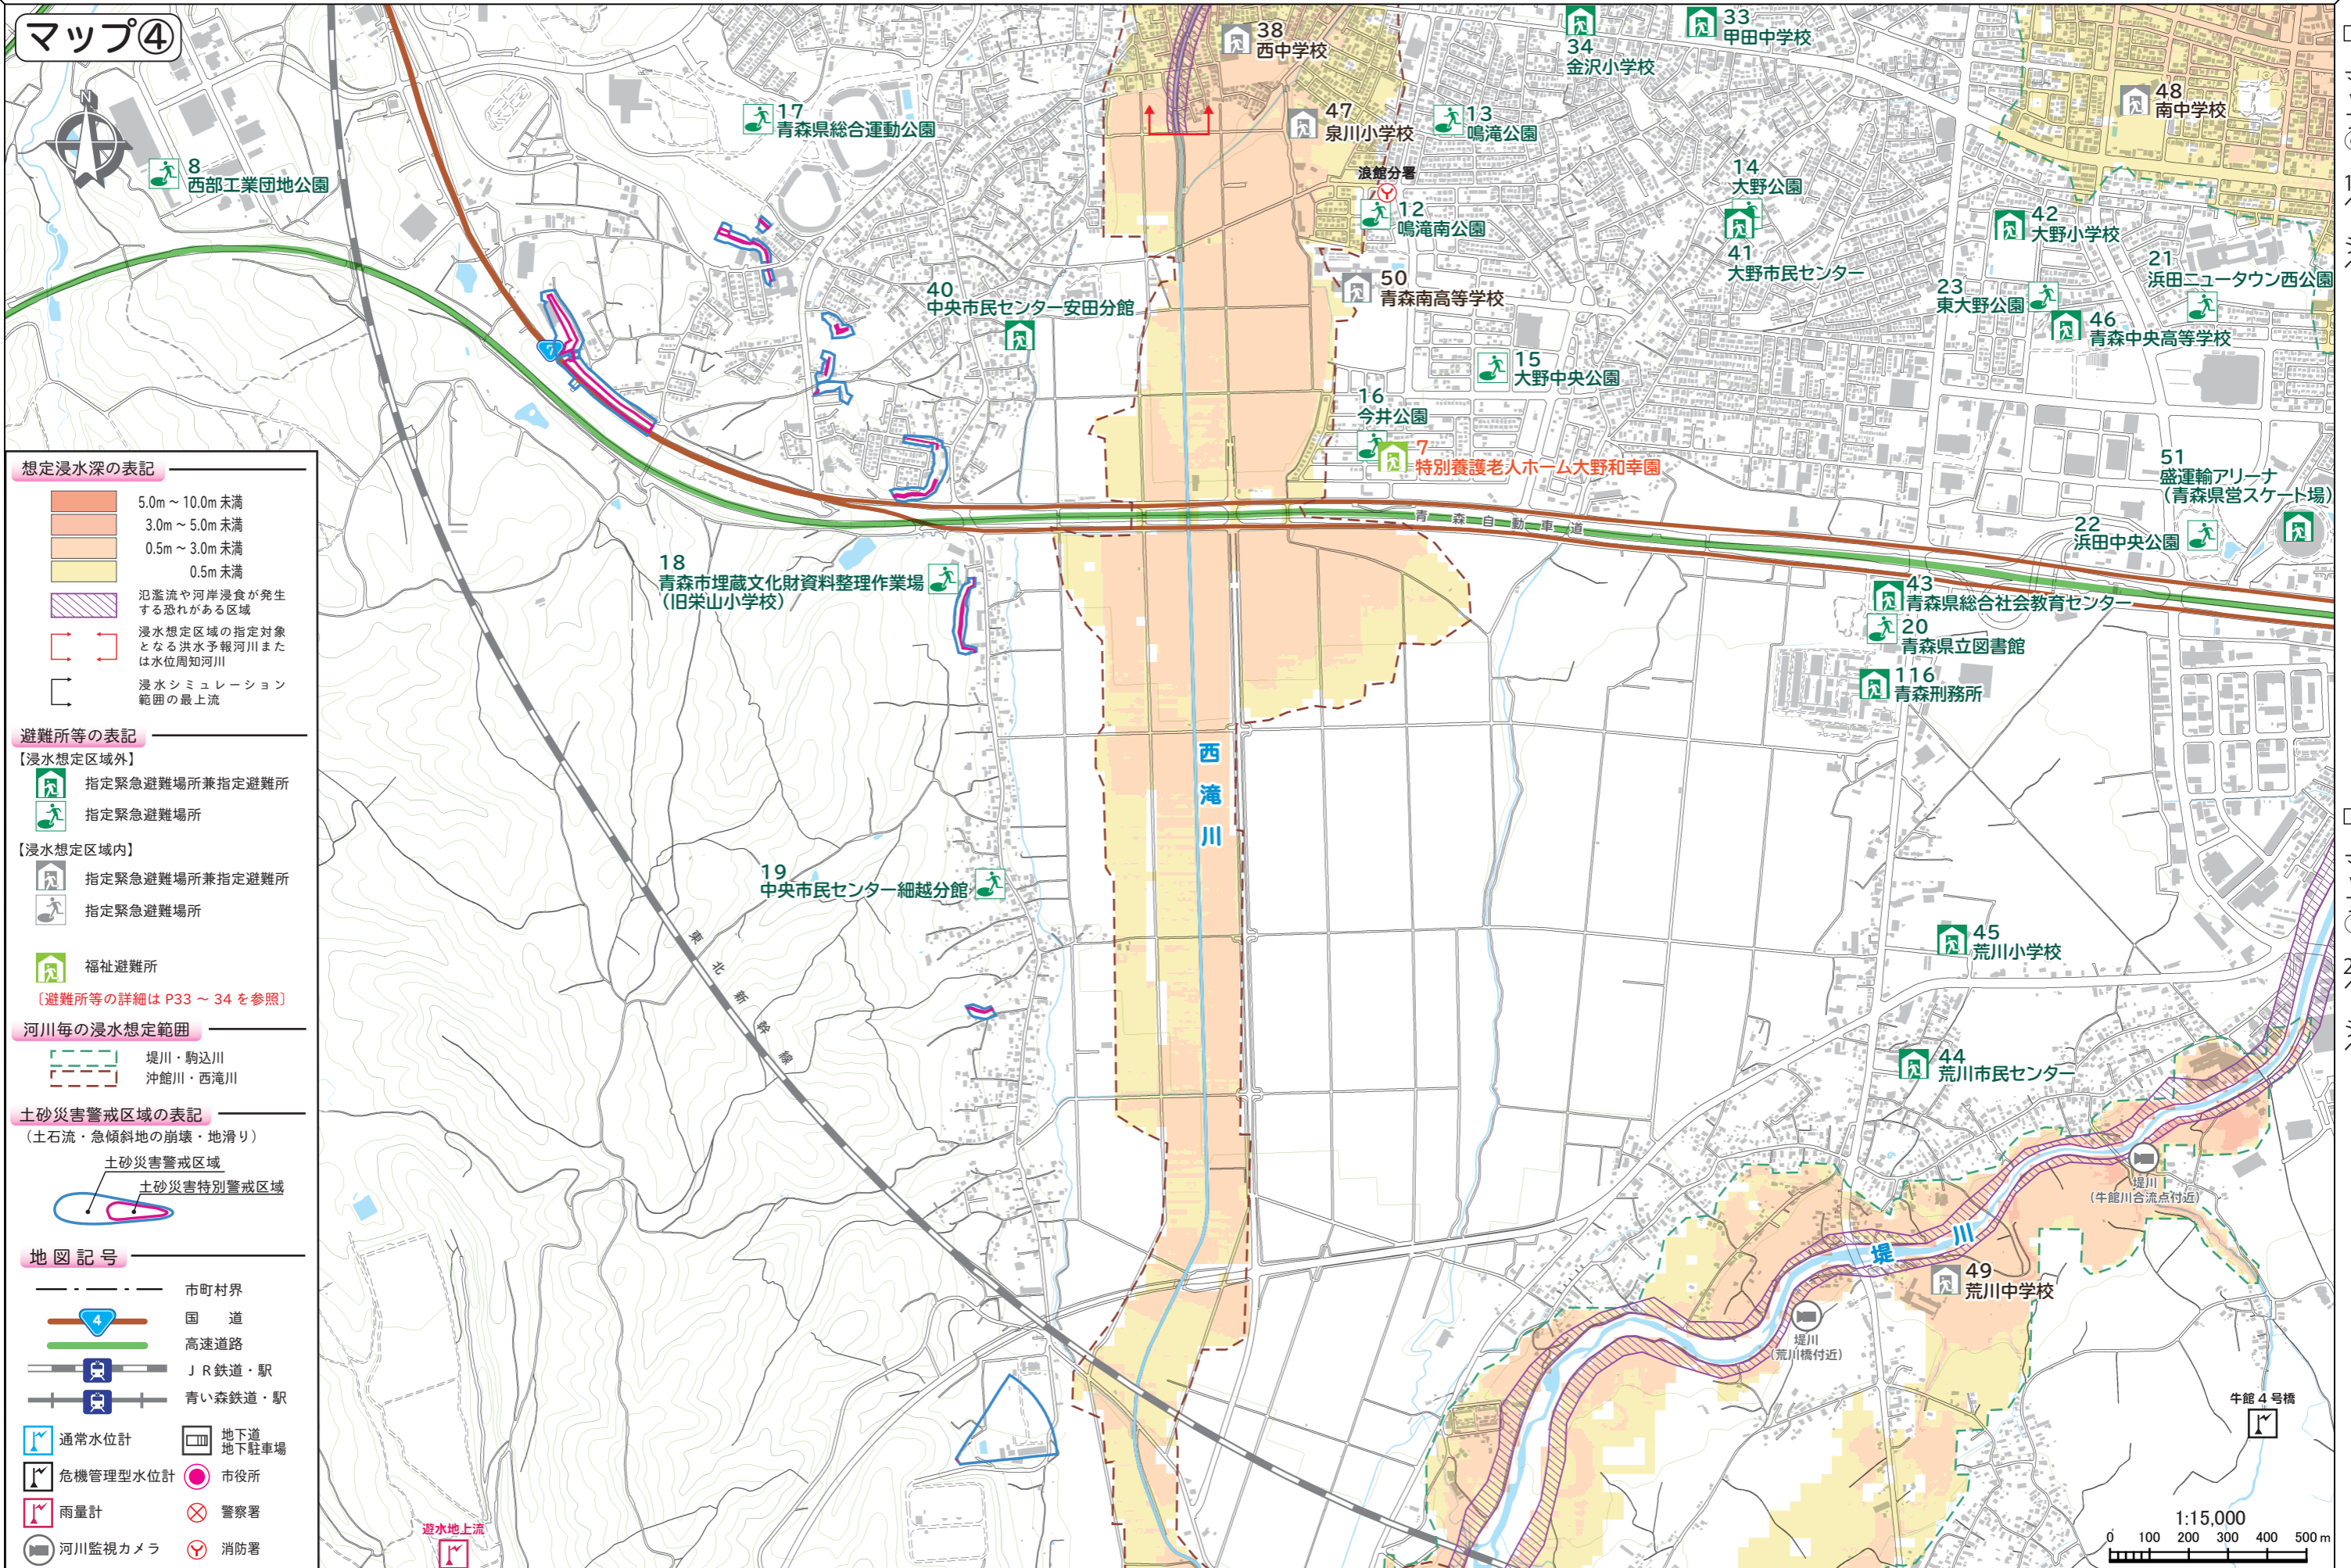 マップ④
N
8
西部工業団地公園
17
青森県総合運動公園
38
西中学校
47
泉川小学校
34
金沢小学校
33
甲田中学校
13
鳴滝公園
浪館分署
12
鳴滝南公園
14
大野公園
41
大野市民センター
48
南中学校
42
大野小学校
21
浜田ニュータウン西公園
23
東大野公園
46
青森中央高等学校
40
中央市民センター安田分館
50
青森南高等学校
15
大野中央公園
16
今井公園
7
特別養護老人ホーム大野和幸園
7
51
盛運輸アリーナ
（青森県営スケート場）
22
浜田中央公園
青森自動車道
18
青森市埋蔵文化財資料整理作業場
（旧栄山小学校）
43
青森県総合社会教育センター
20
青森県立図書館
116
青森刑務所
西滝川
19
中央市民センター細越分館
東北新幹線
45
荒川小学校
44
荒川市民センター
堤川
（牛館川合流点付近）
堤川
49
荒川中学校
堤川
（荒川橋付近）
牛館４号橋
遊水地上流
1:15,000
0 100 200 300 400 500 m
想定浸水深の表記
5.0m ～ 10.0m 未満
3.0m ～ 5.0m 未満
0.5m ～ 3.0m 未満
0.5m 未満
氾濫流や河岸浸食が発生
する恐れがある区域
浸水想定区域の指定対象
となる洪水予報河川また
は水位周知河川
浸水シミュレーション
範囲の最上流
避難所等の表記
【浸水想定区域外】
指定緊急避難場所兼指定避難所
指定緊急避難場所
【浸水想定区域内】
指定緊急避難場所兼指定避難所
指定緊急避難場所
福祉避難所
〔避難所等の詳細は P33 ～ 34 を参照〕
河川毎の浸水想定範囲
堤川・駒込川
沖館川・西滝川
土砂災害警戒区域の表記
（土石流・急傾斜地の崩壊・地滑り）
土砂災害警戒区域
土砂災害特別警戒区域
地図記号
市町村界
4
国　道
高速道路
ＪＲ鉄道・駅
青い森鉄道・駅
通常水位計
地下道
地下駐車場
危機管理型水位計
市役所
雨量計
警察署
河川監視カメラ
消防署